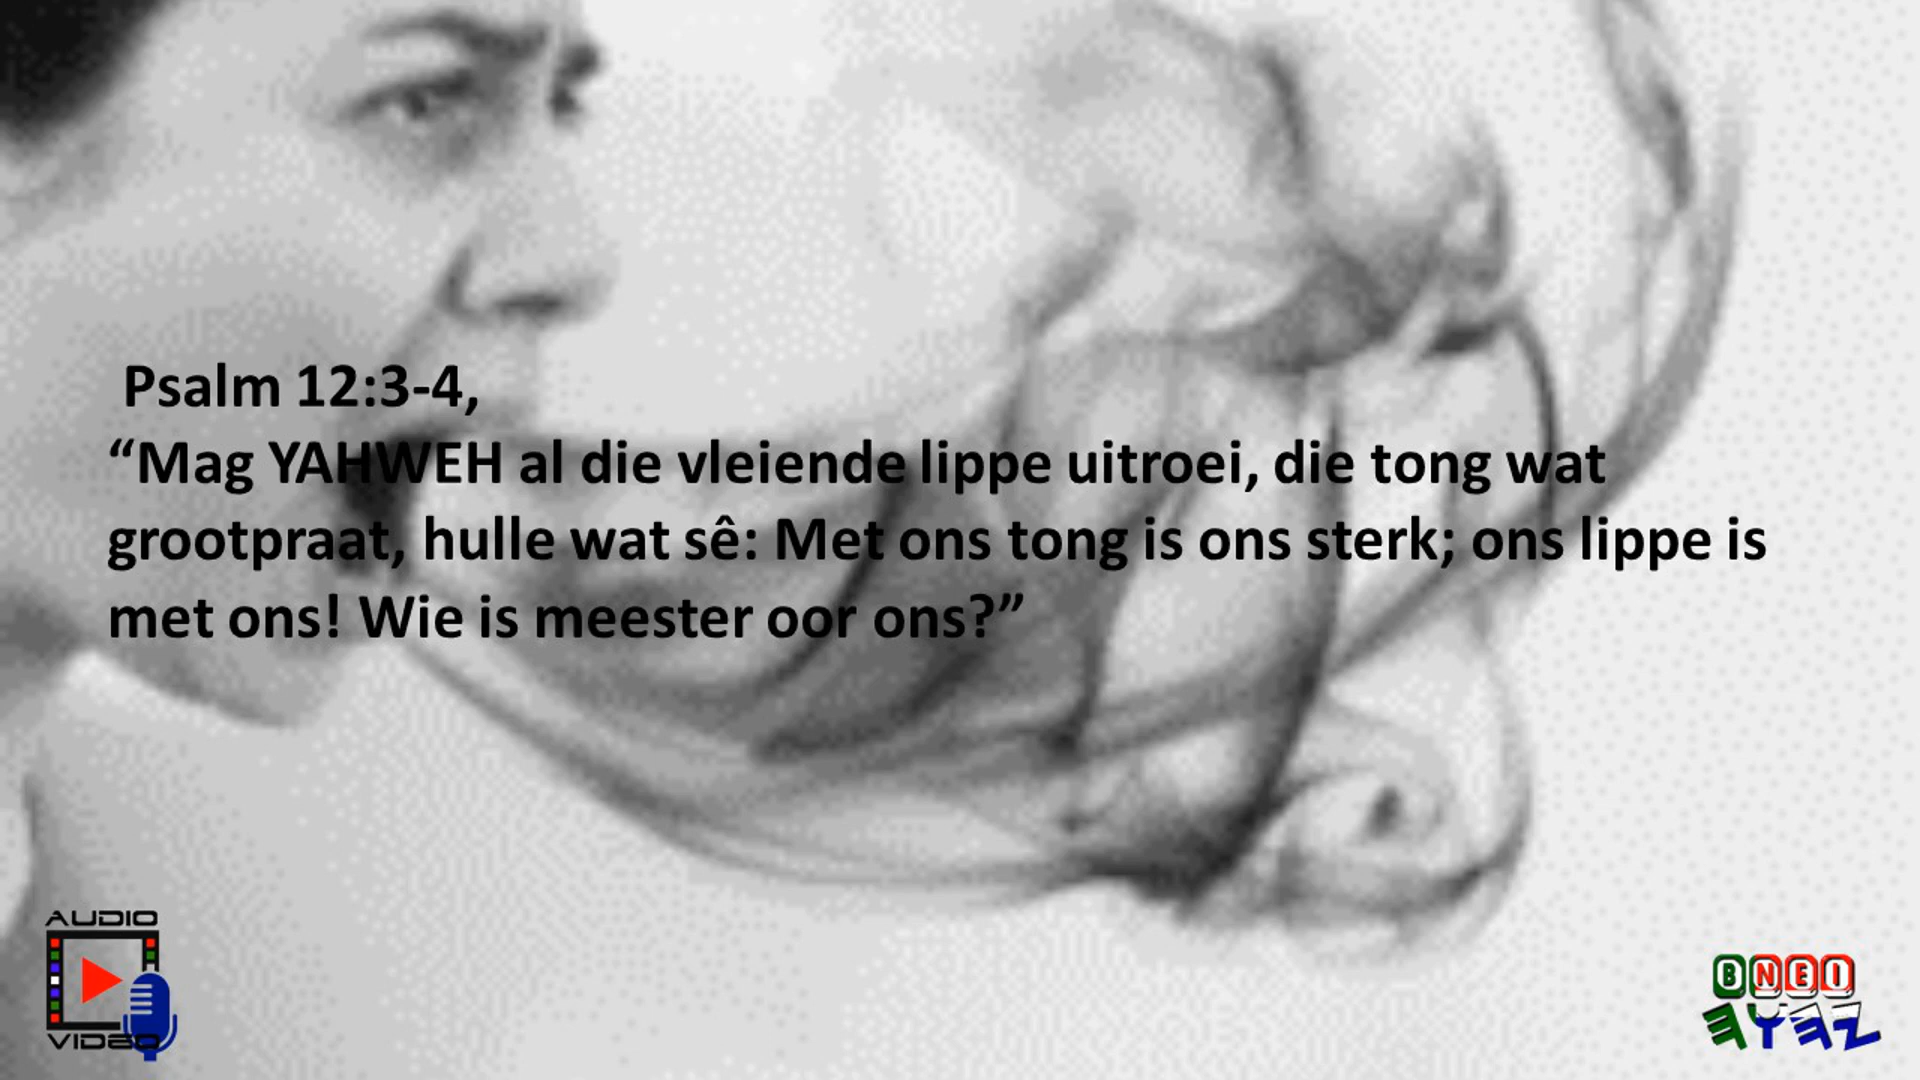 Psalm 12:3-4,
“Mag YAHWEH al die vleiende lippe uitroei, die tong wat
grootpraat, hulle wat sê: Met ons tong is ons sterk; ons lippe is
met ons! Wie is meester oor ons?”
AUDIO
VIDEO
BNEI